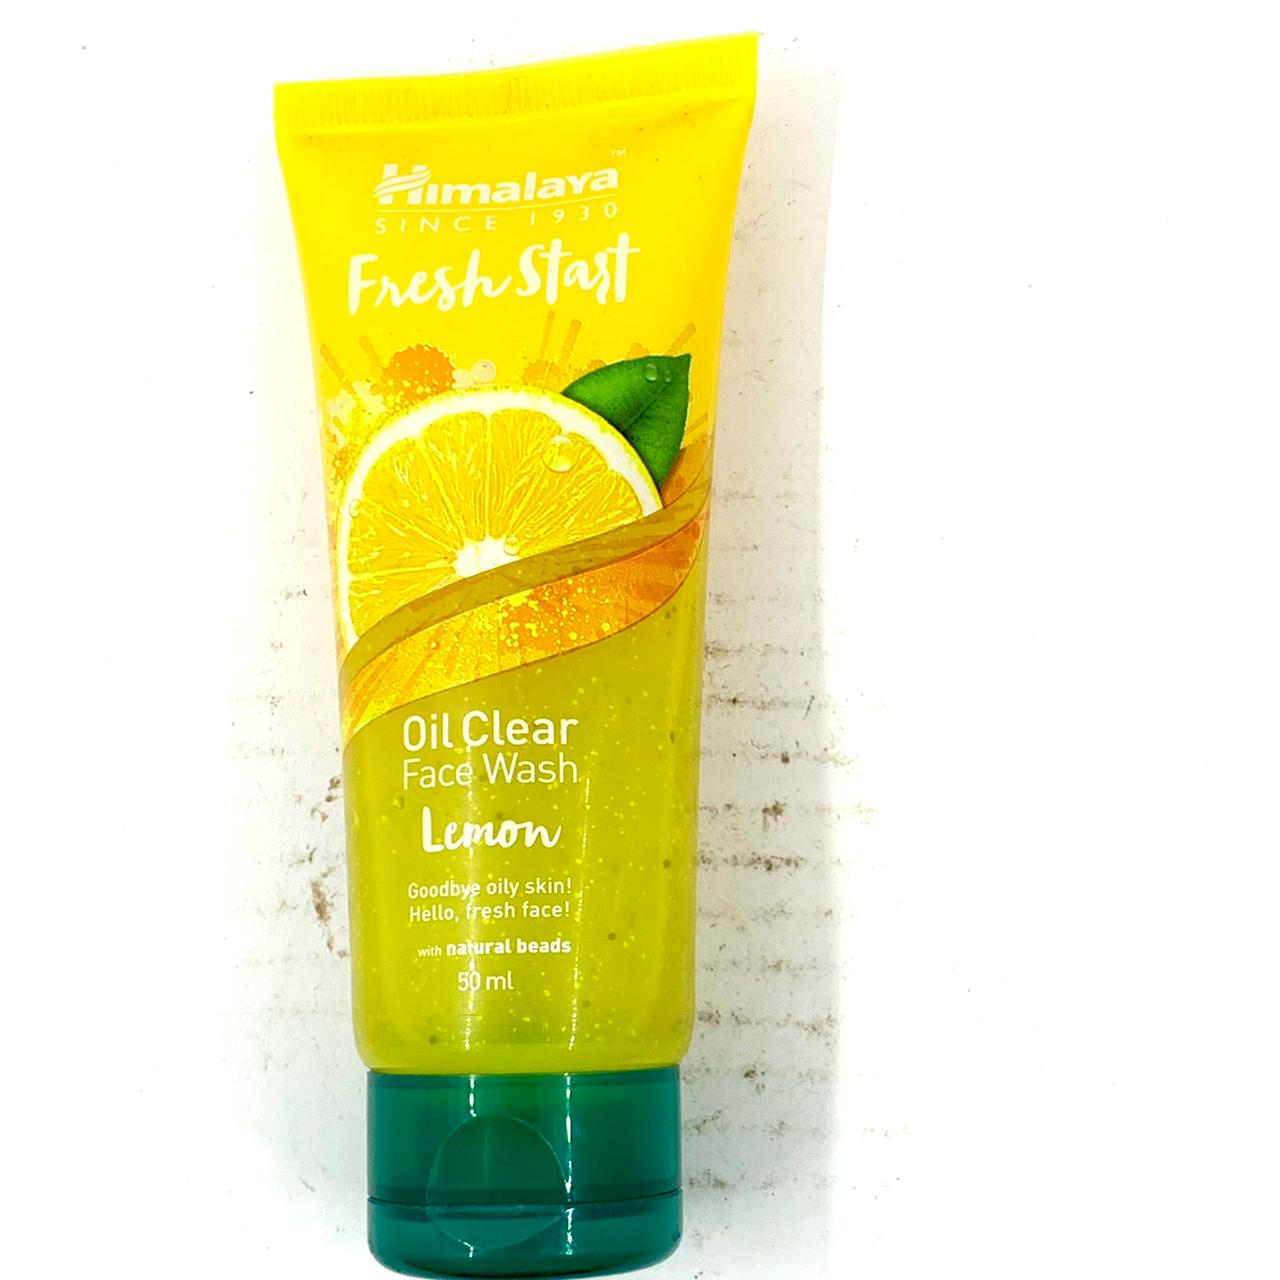 Himalaya™
SINCE 1930
Fresh Start
Oil Clear
Face Wash
Lemon
Goodbye oily skin!
Hello, fresh face!
with natural beads
50 ml